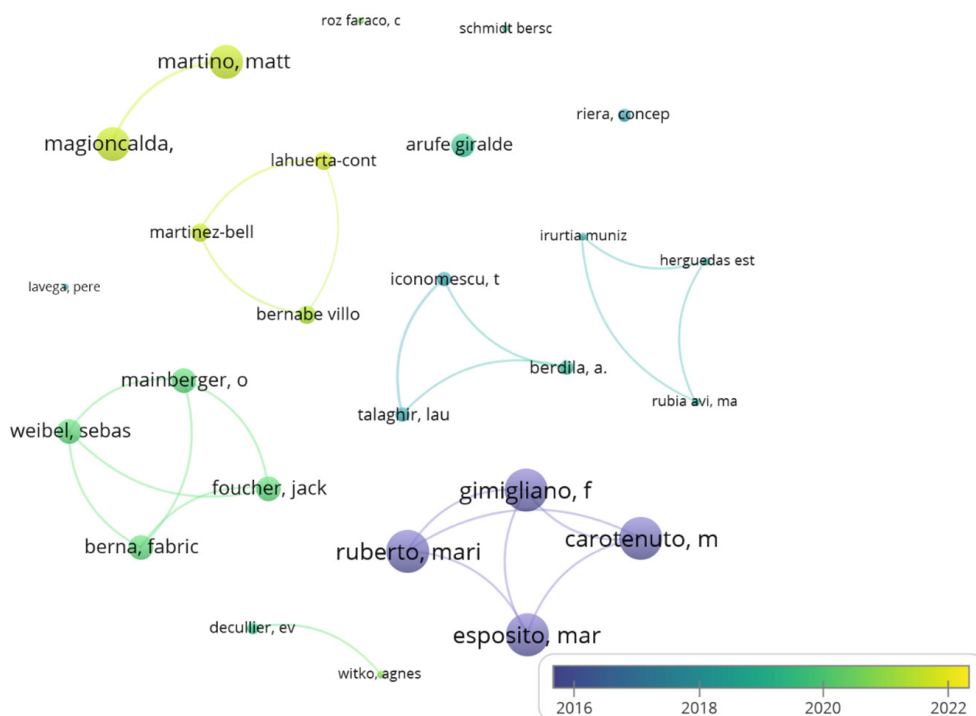 roz faraco, c
schmidt bersc
martino, matt
riera, concep
magioncalda,
arufe giralde
lahuerta-cont
martinez-bell
irurtia muniz
herguedas est
iconomescu, t
lavega, pere
bernabe villo
berdila, a.
mainberger, o
rubia avi, ma
talaghir, lau
weibel, sebas
foucher, jack
gimigliano, f
carotenuto, m
berna, fabric
ruberto, mari
decullier, ev
esposito, mar
witko, agnes
2016 2018 2020 2022